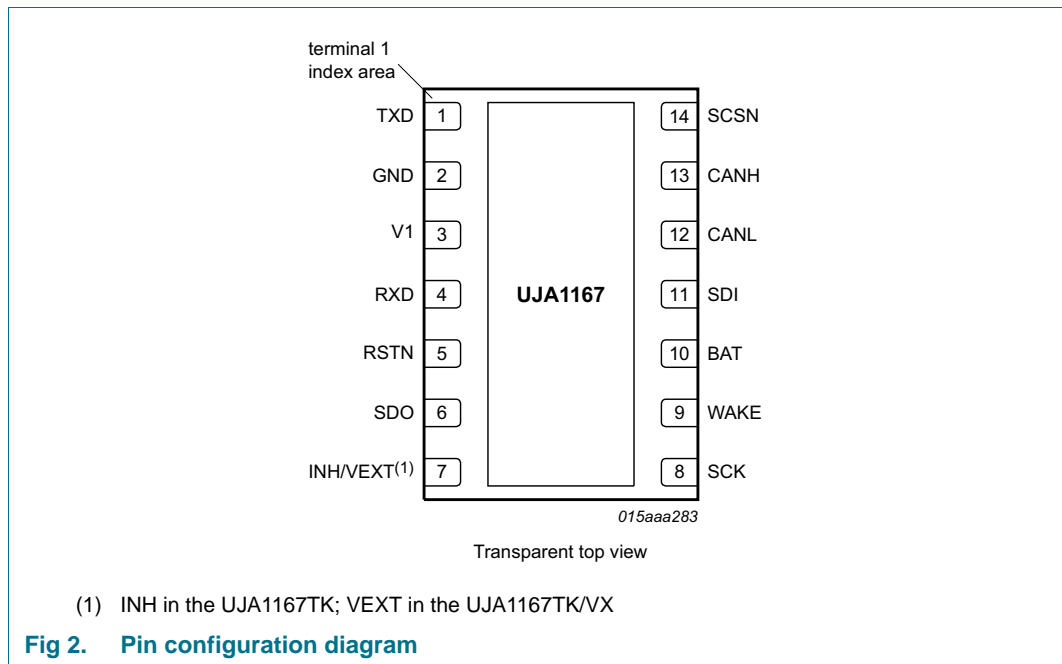 terminal 1
index area
TXD 1
GND 2
V1 3
RXD 4
RSTN 5
SDO 6
INH/VEXT(1) 7
UJA1167
14 SCSN
13 CANH
12 CANL
11 SDI
10 BAT
9 WAKE
8 SCK
015aaa283
Transparent top view
(1) INH in the UJA1167TK; VEXT in the UJA1167TK/VX
Fig 2. Pin configuration diagram